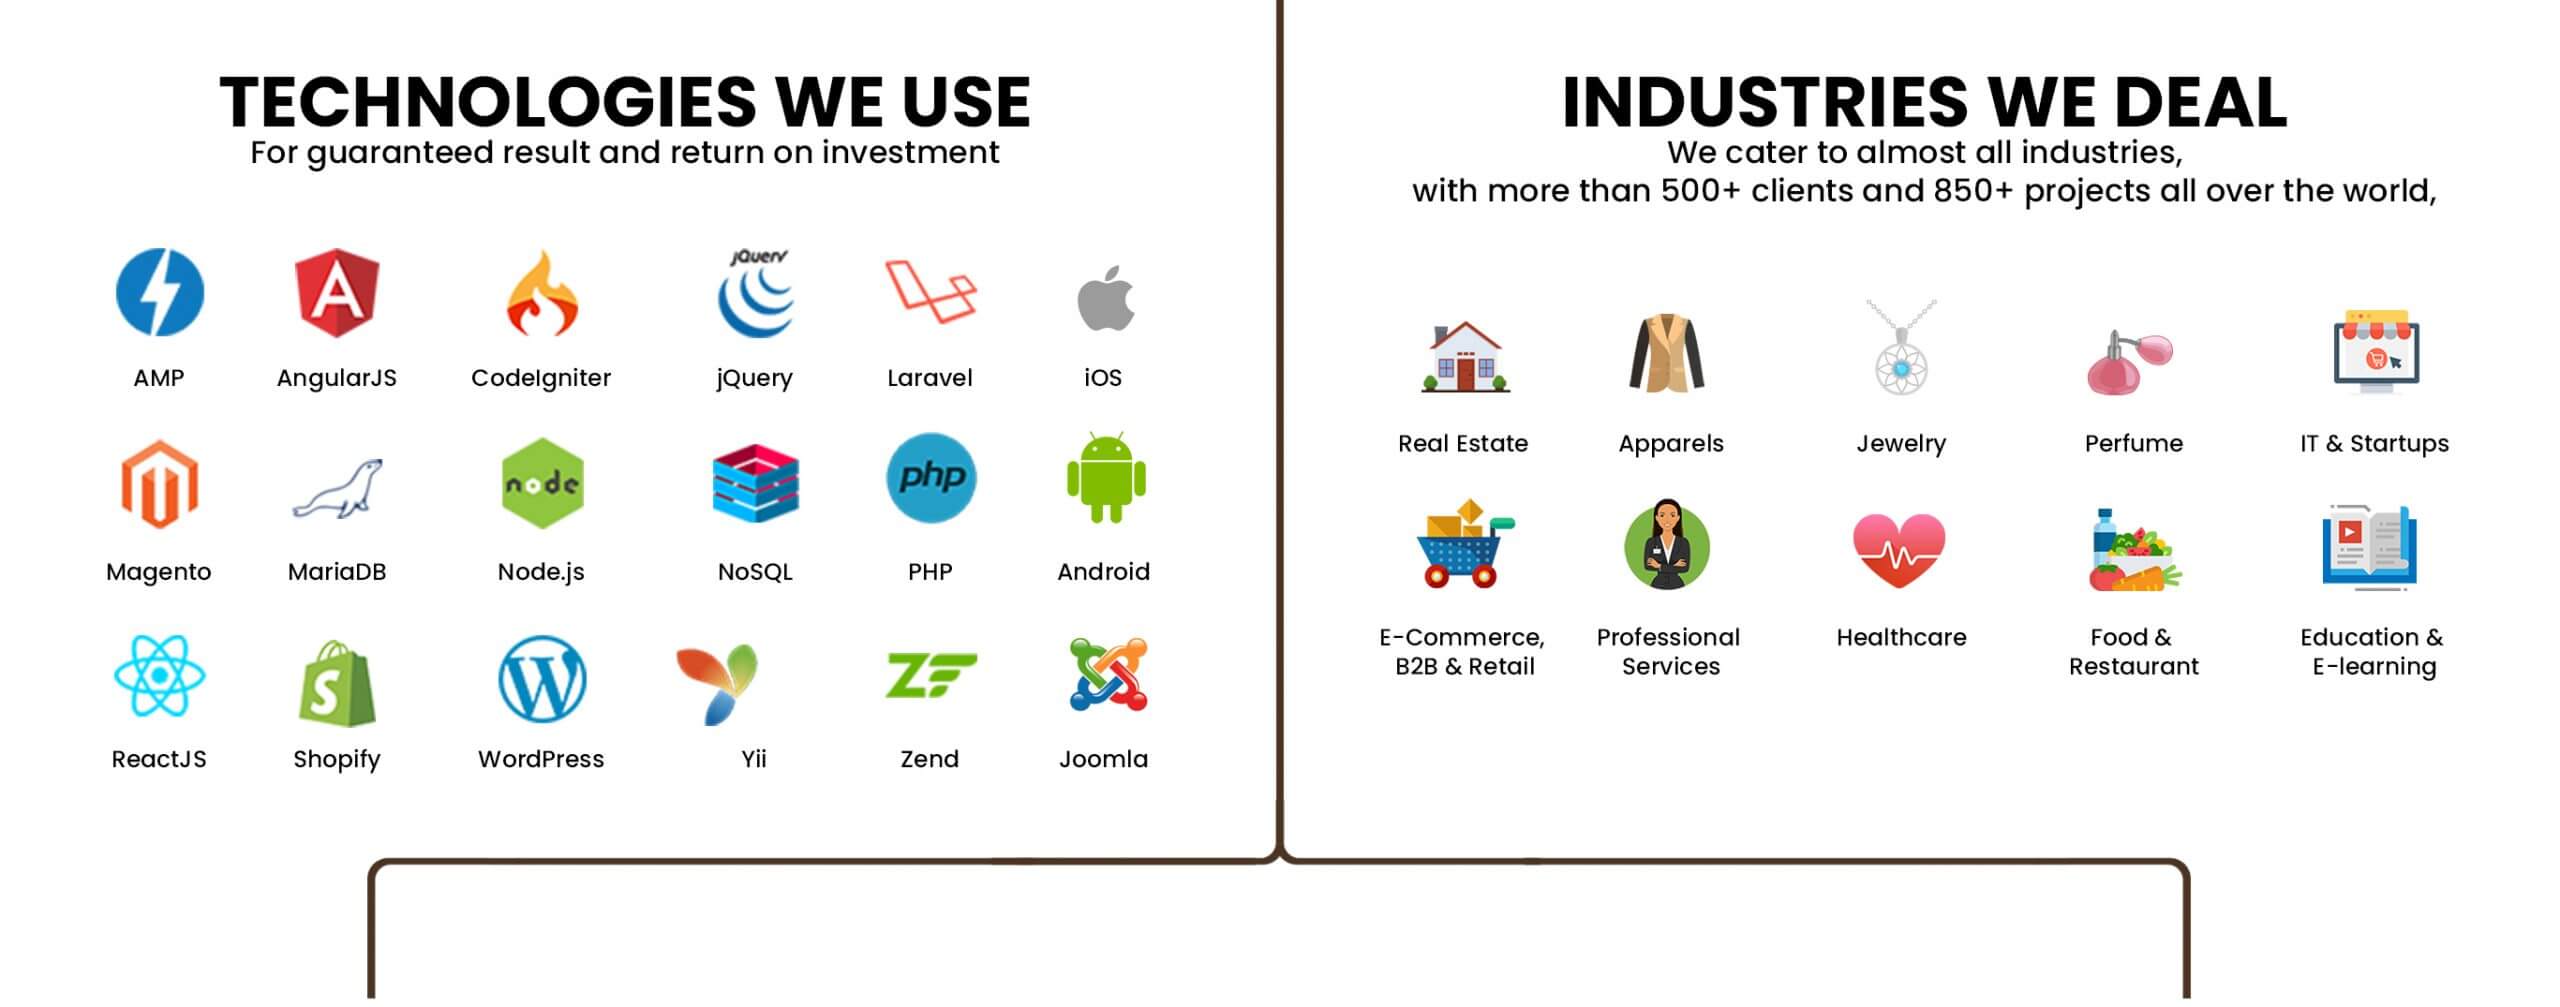 TECHNOLOGIES WE USE
For guaranteed result and return on investment
jQuery
AMP
AngularJS
CodeIgniter
jQuery
Laravel
iOS
node
php
Magento
MariaDB
Node.js
NoSQL
PHP
Android
S
W
ReactJS
Shopify
WordPress
Yii
Zend
Joomla
INDUSTRIES WE DEAL
We cater to almost all industries,
with more than 500+ clients and 850+ projects all over the world,
Real Estate
Apparels
Jewelry
Perfume
IT & Startups
E-Commerce,
B2B & Retail
Professional
Services
Healthcare
Food &
Restaurant
Education &
E-learning